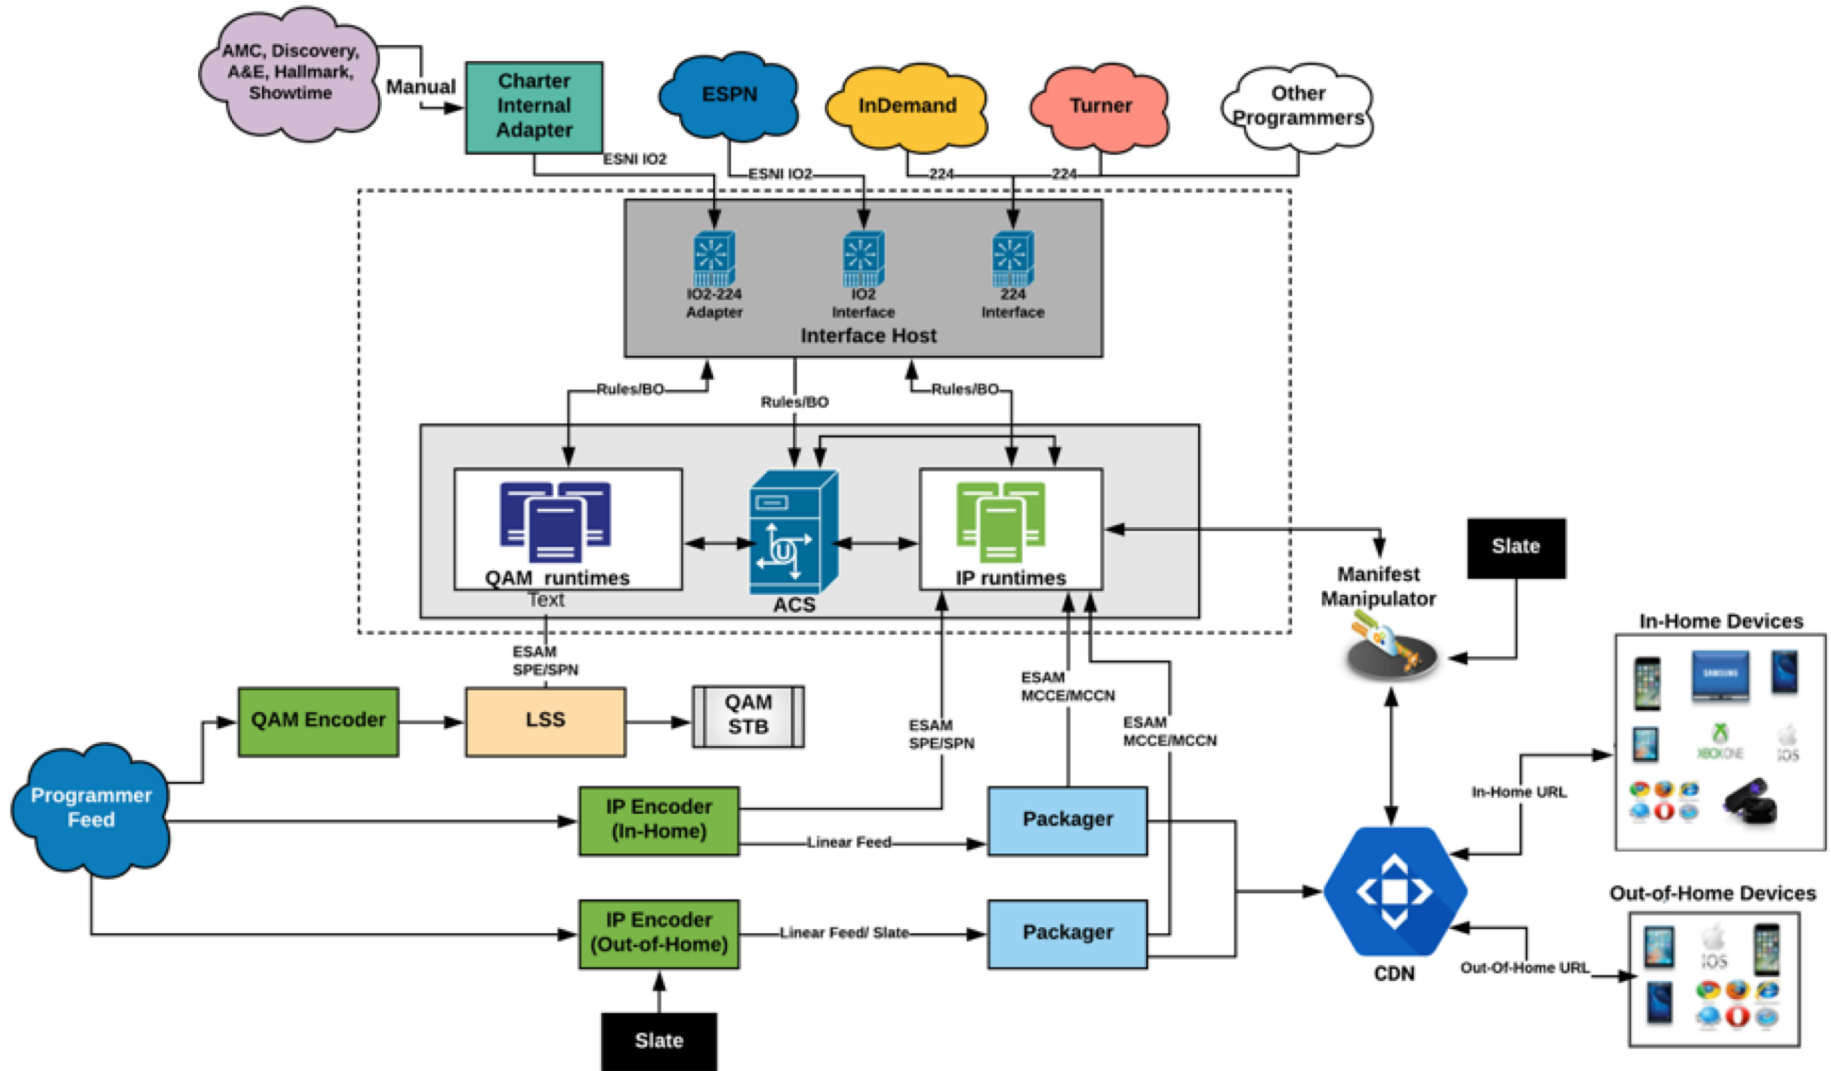 AMC, Discovery,
A&E, Hallmark,
Showtime
Manual
Charter
Internal
Adapter
ESPN
InDemand
Turner
Other
Programmers
ESNI IO2
ESNI IO2
224
224
IO2-224
Adapter
IO2
Interface
224
Interface
Interface Host
Rules/BO
Rules/BO
Rules/BO
QAM runtimes
Text
U
ACS
IP runtimes
Manifest
Manipulator
Slate
In-Home Devices
SAMSUNG
XBOXONE
iOS
ESAM
SPE/SPN
QAM Encoder
LSS
QAM
STB
ESAM
MCCE/MCCN
ESAM
SPE/SPN
ESAM
MCCE/MCCN
Programmer
Feed
IP Encoder
(In-Home)
Linear Feed
Packager
In-Home URL
Out-of-Home Devices
iOS
IP Encoder
(Out-of-Home)
Linear Feed/ Slate
Packager
CDN
Out-Of-Home URL
Slate